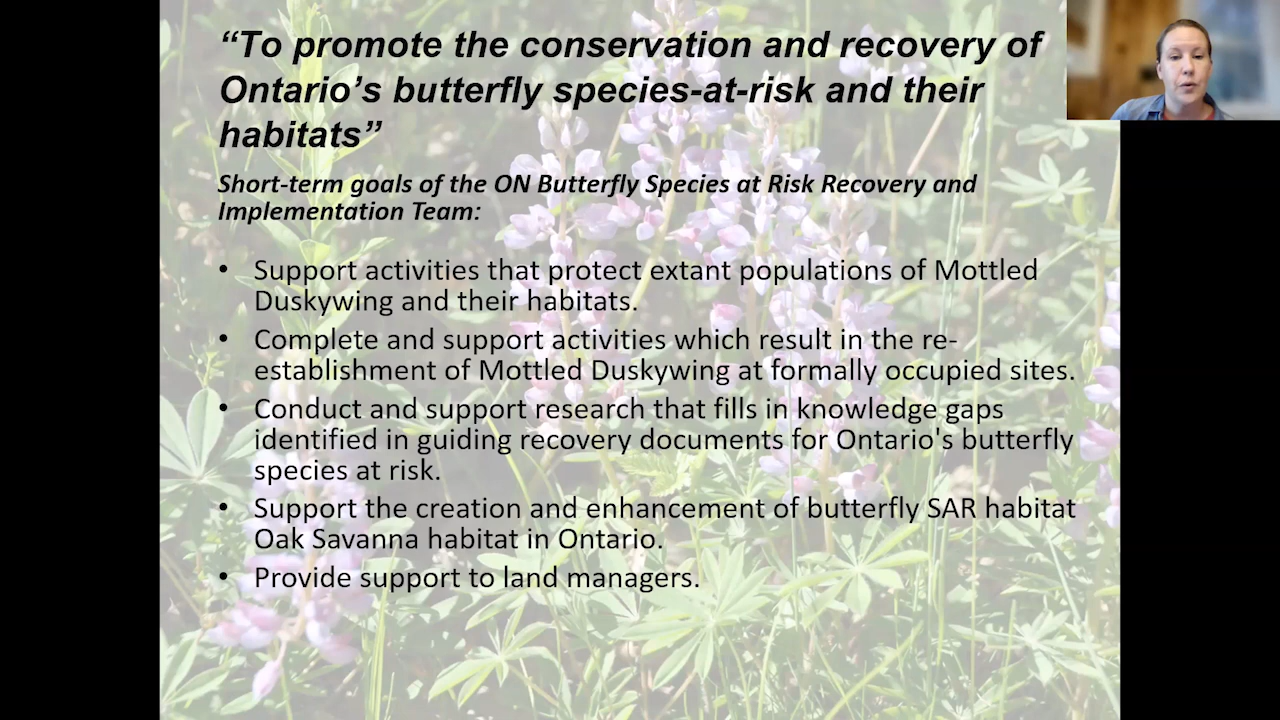 “To promote the conservation and recovery of
Ontario’s butterfly species-at-risk and their
habitats”
Short-term goals of the ON Butterfly Species at Risk Recovery and
Implementation Team:
• Support activities that protect extant populations of Mottled
Duskywing and their habitats.
• Complete and support activities which result in the re-
establishment of Mottled Duskywing at formally occupied sites.
• Conduct and support research that fills in knowledge gaps
identified in guiding recovery documents for Ontario's butterfly
species at risk.
• Support the creation and enhancement of butterfly SAR habitat
Oak Savanna habitat in Ontario.
• Provide support to land managers.